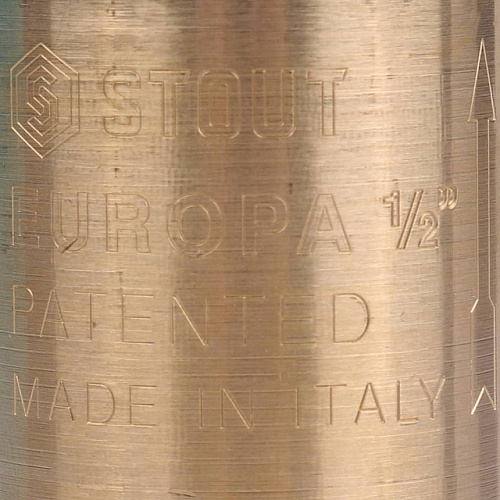 STOUT
EUROPA 1/2"
PATENTED
MADE IN ITALY